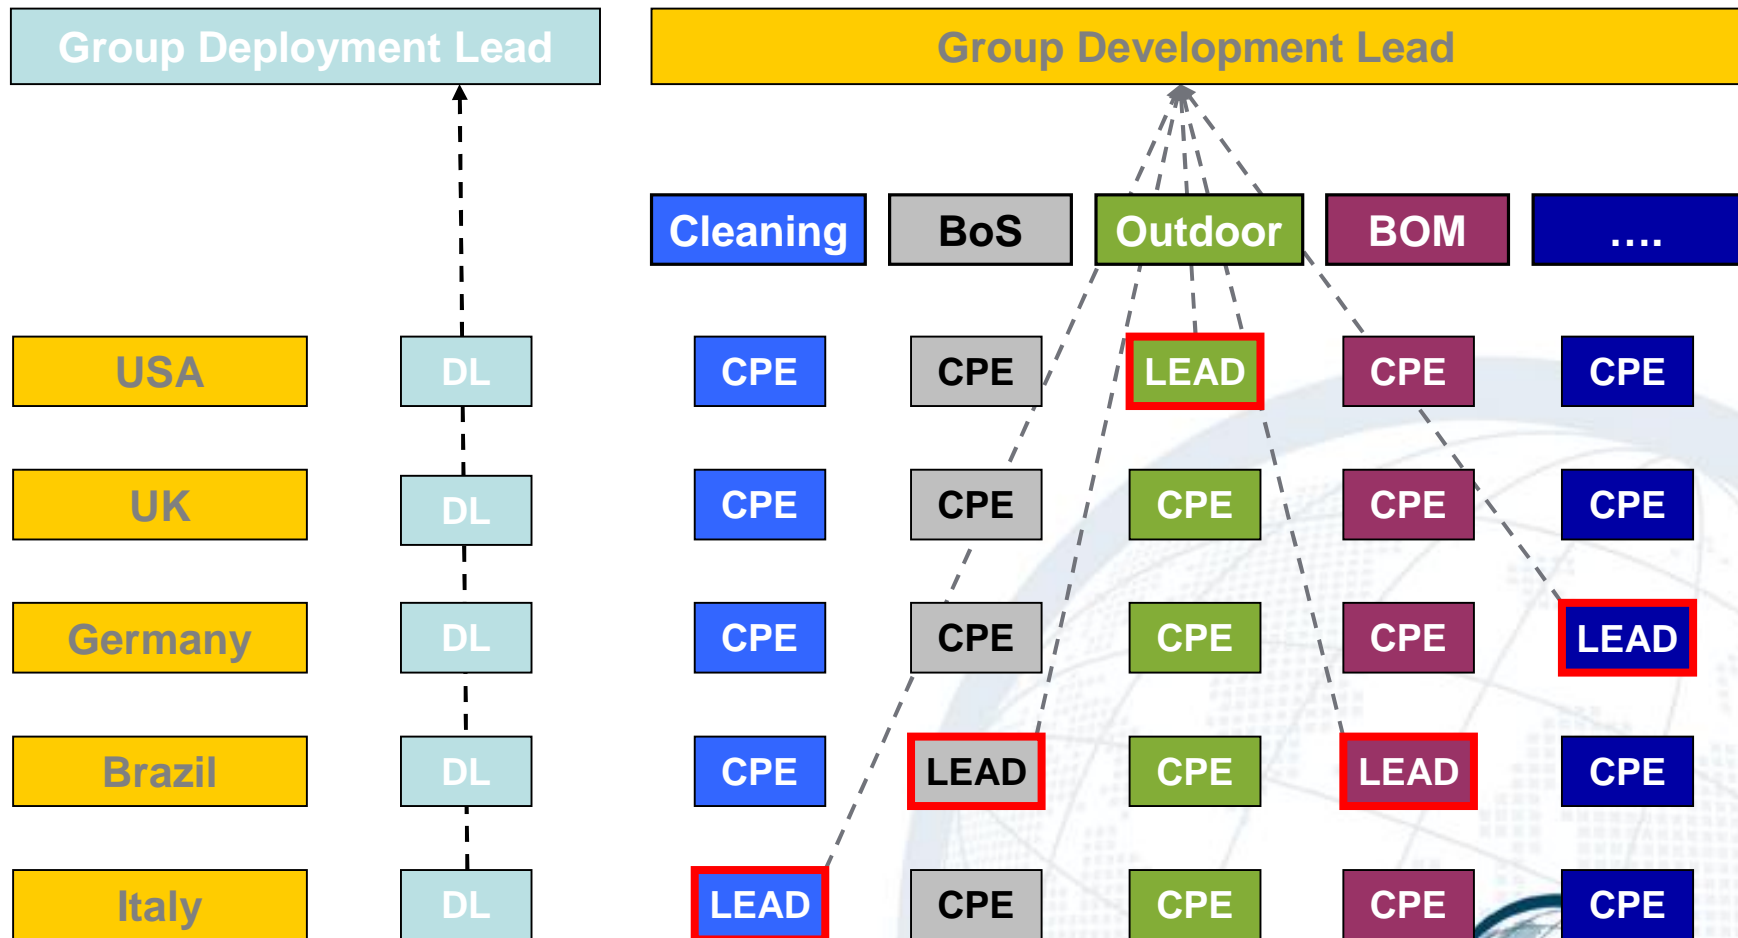 Group Deployment Lead
Group Development Lead
Cleaning BoS Outdoor BOM ....
USA DL CPE CPE LEAD CPE CPE
UK DL CPE CPE CPE CPE CPE
Germany DL CPE CPE CPE CPE LEAD
Brazil DL CPE LEAD CPE LEAD CPE
Italy DL LEAD CPE CPE CPE CPE